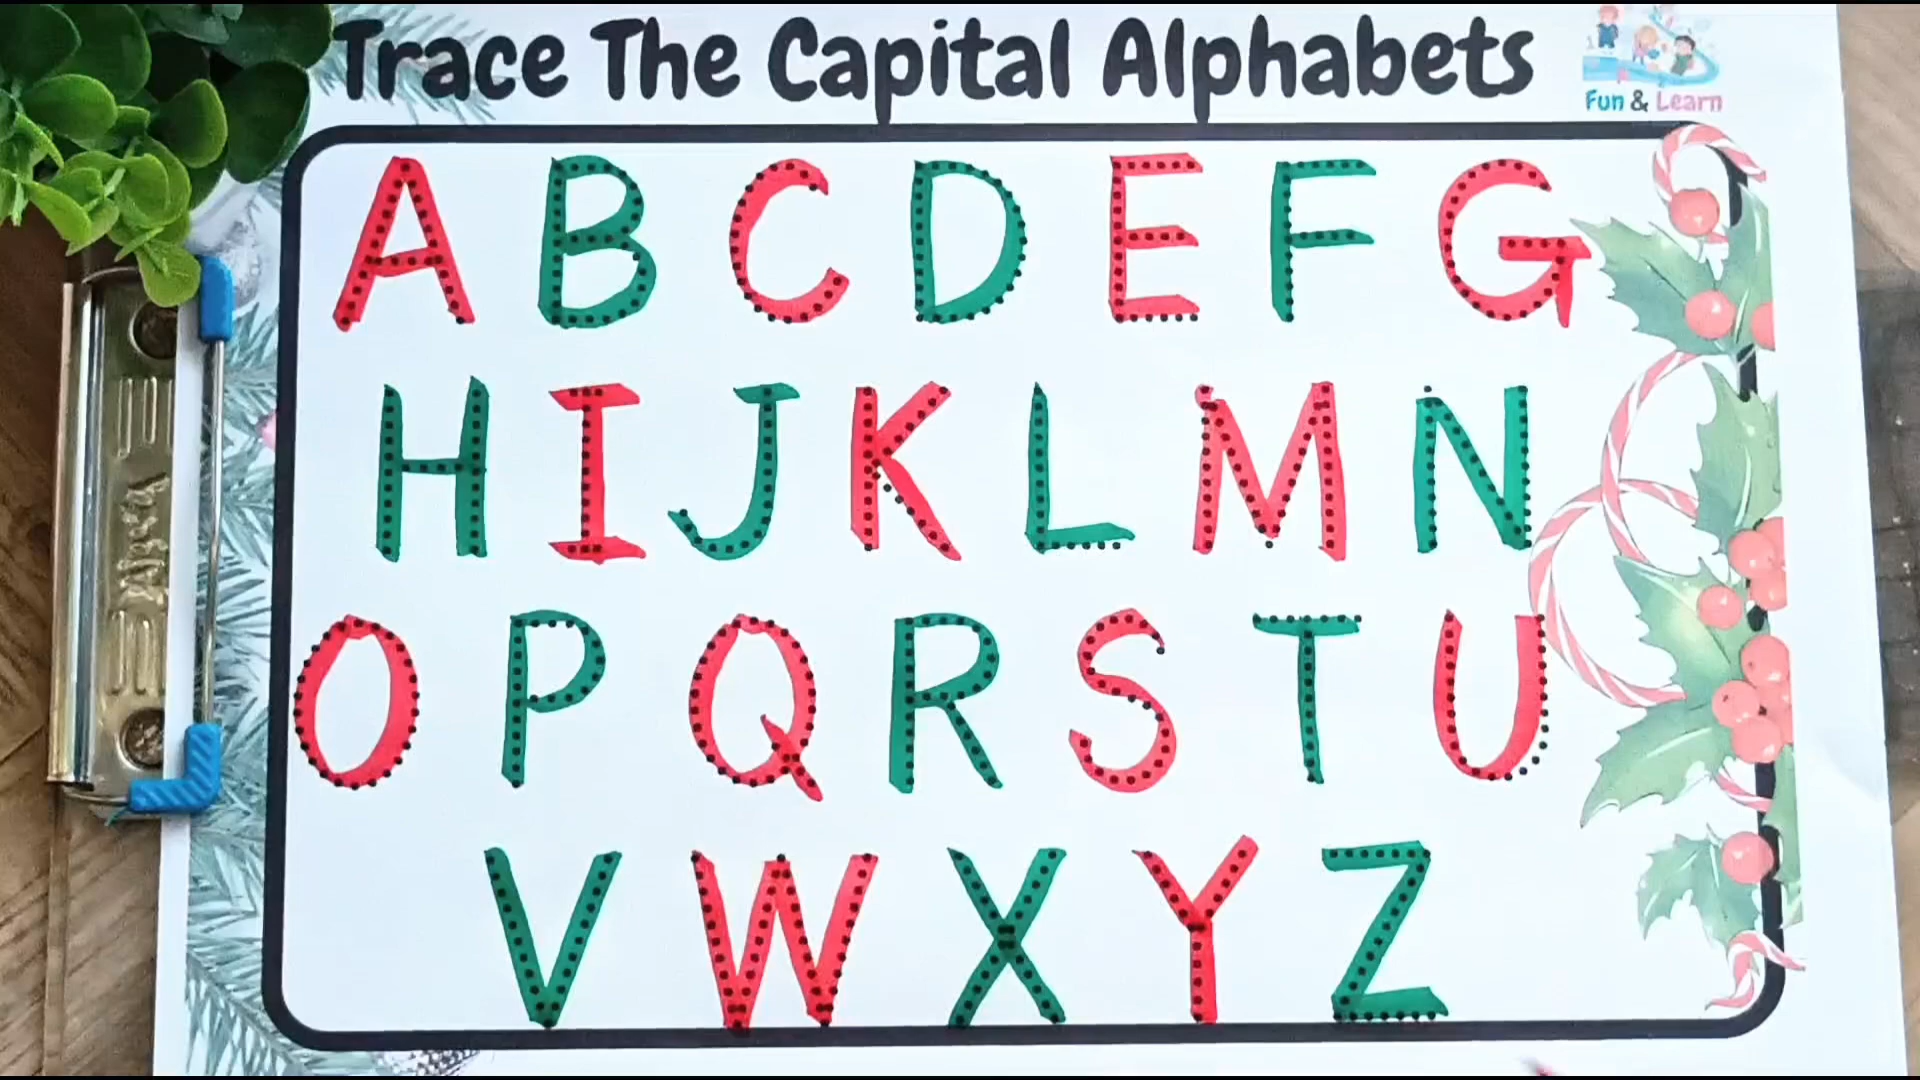 Trace The Capital Alphabets
Fun & Learn
A B C D E F G
H I J K L M N
O P Q R S T U
V W X Y Z